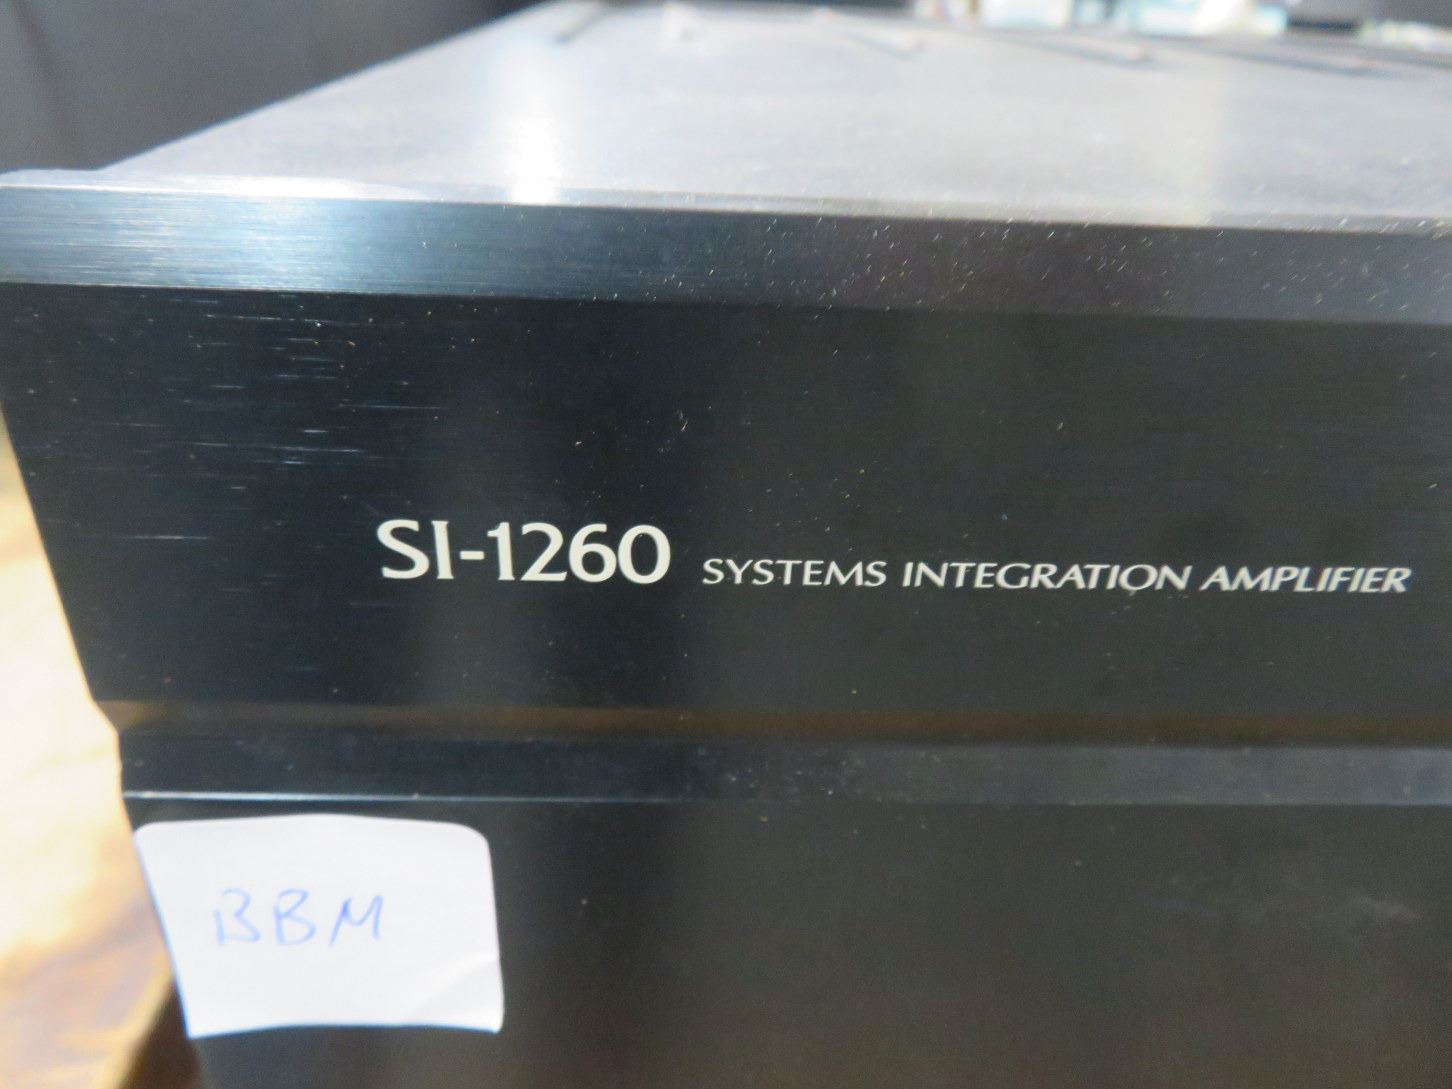 SI-1260 SYSTEMS INTEGRATION AMPLIFIER
BBM